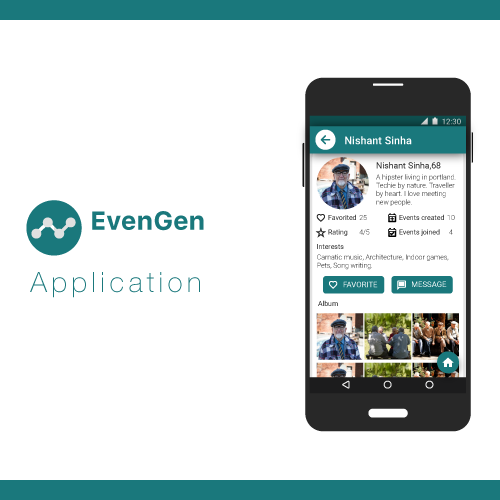 EvenGen
Application
12:30
Nishant Sinha
Nishant Sinha,68
A hipster living in portland.
Techie by nature. Traveller
by heart. I love meeting
new people.
Favorited 25
Events created 10
Rating 4/5
Events joined 4
Interests
Carnatic music, Architecture, Indoor games,
Pets, Song writing.
FAVORITE
MESSAGE
Album